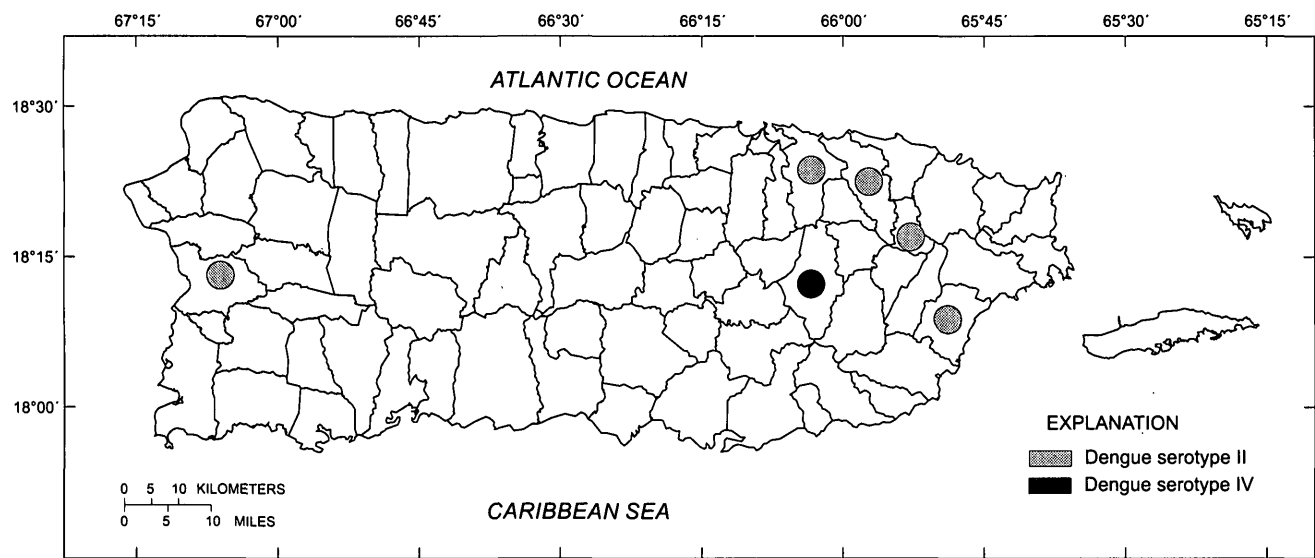 67°15′ 67°00′ 66°45′ 66°30′ 66°15′ 66°00′ 65°45′ 65°30′ 65°15′
ATLANTIC OCEAN
18°30′
18°15′
18°00′
EXPLANATION
Dengue serotype II
Dengue serotype IV
0 5 10 KILOMETERS
0 5 10 MILES
CARIBBEAN SEA